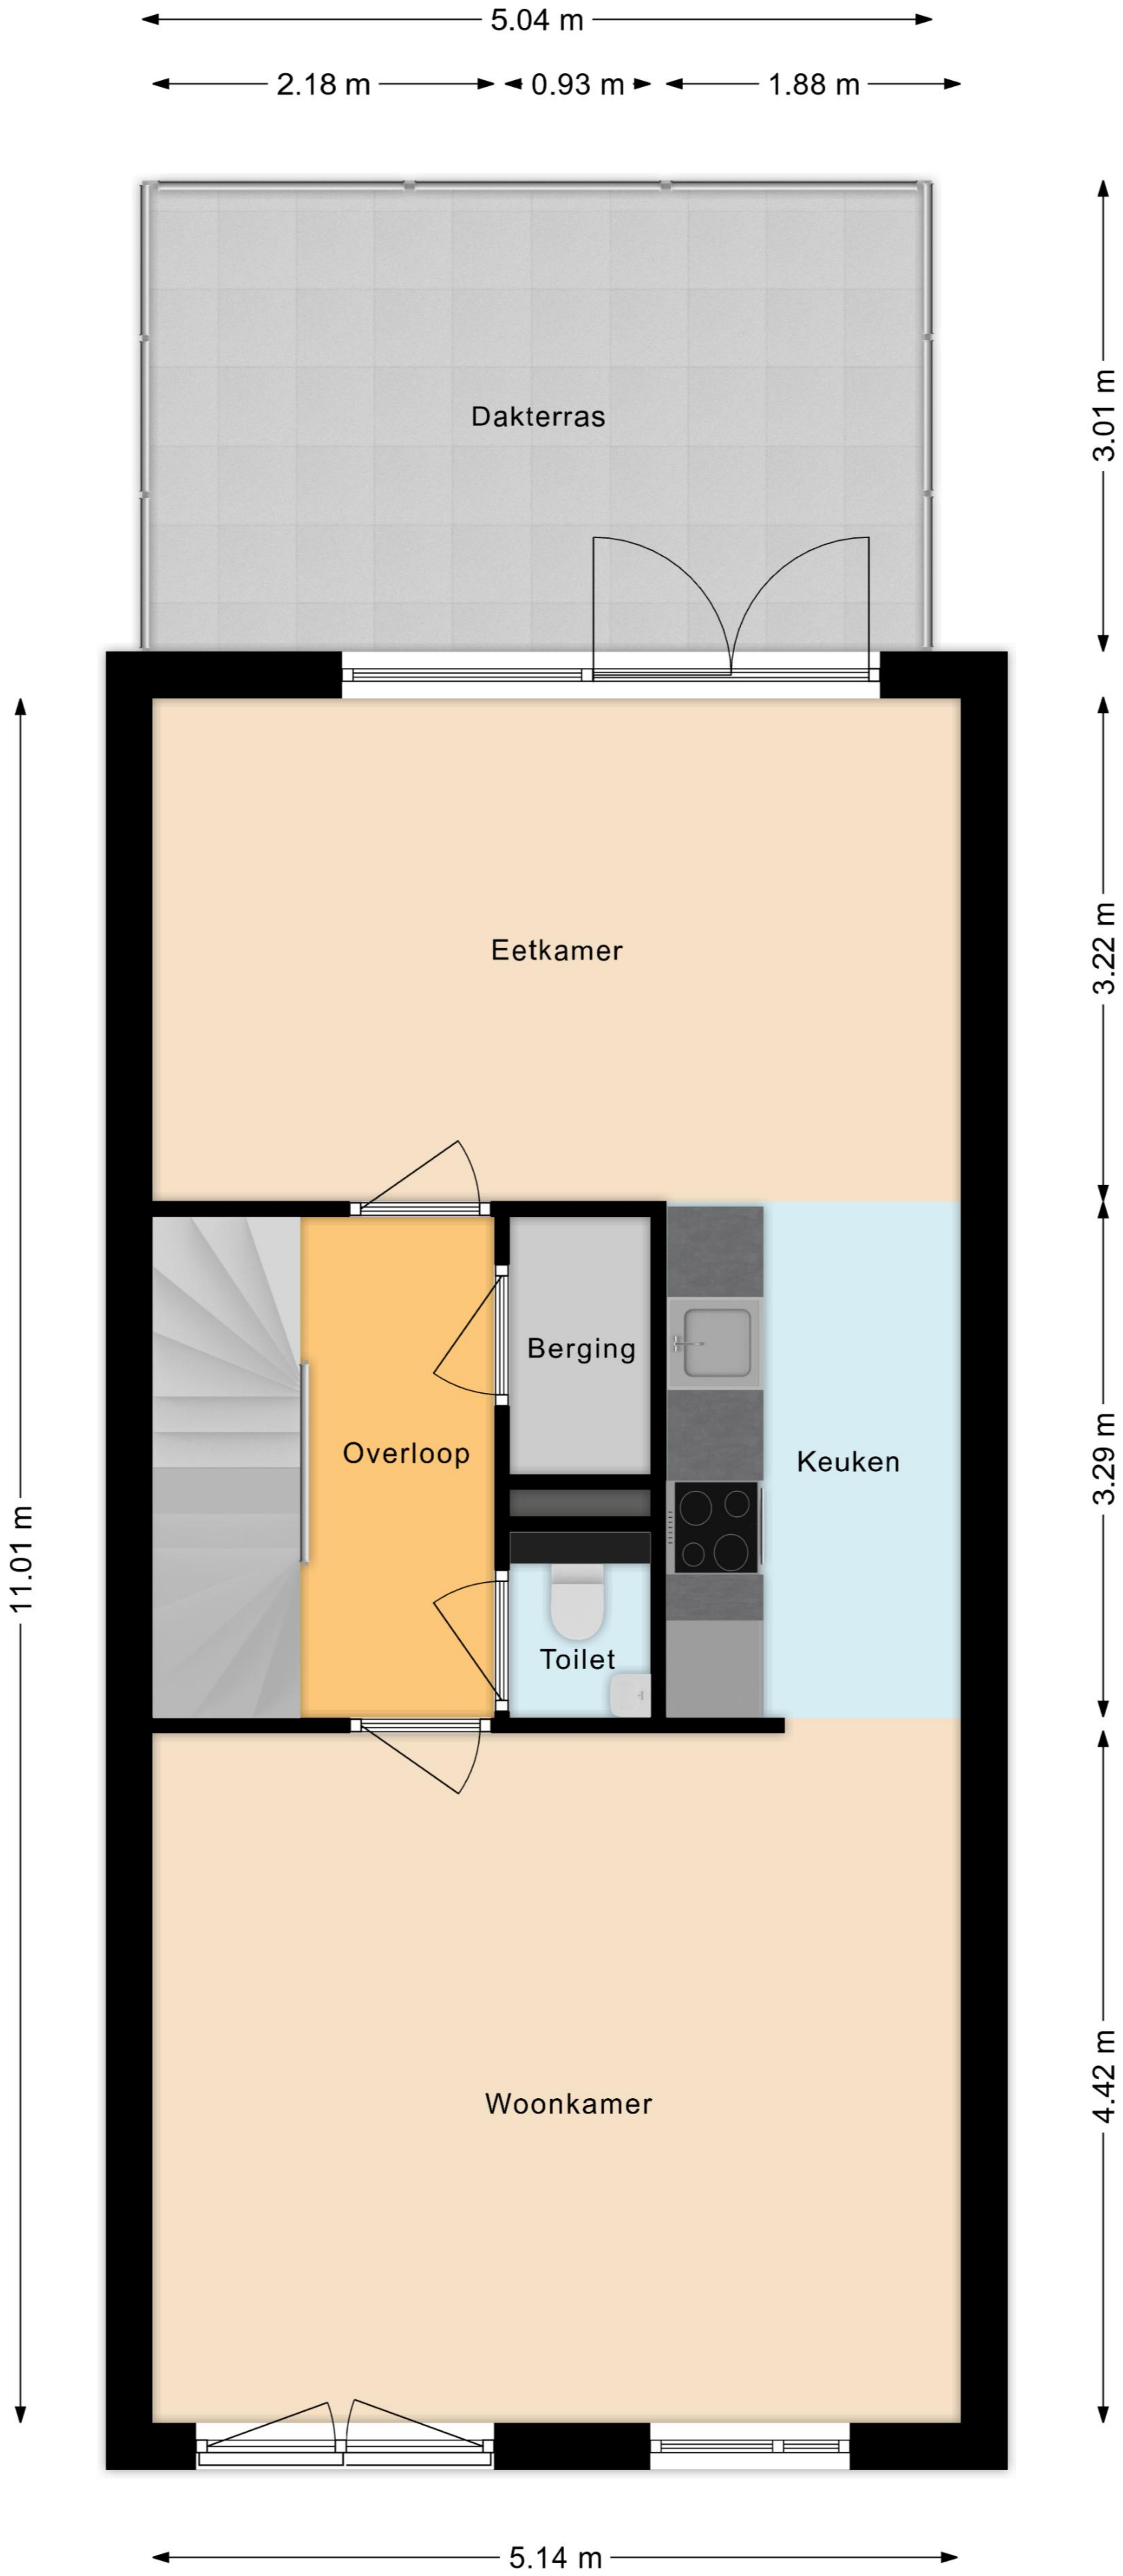 5.04 m
2.18 m
0.93 m
1.88 m
Dakterras
3.01 m
Eetkamer
3.22 m
Berging
Overloop
Keuken
3.29 m
11.01 m
Toilet
Woonkamer
4.42 m
5.14 m